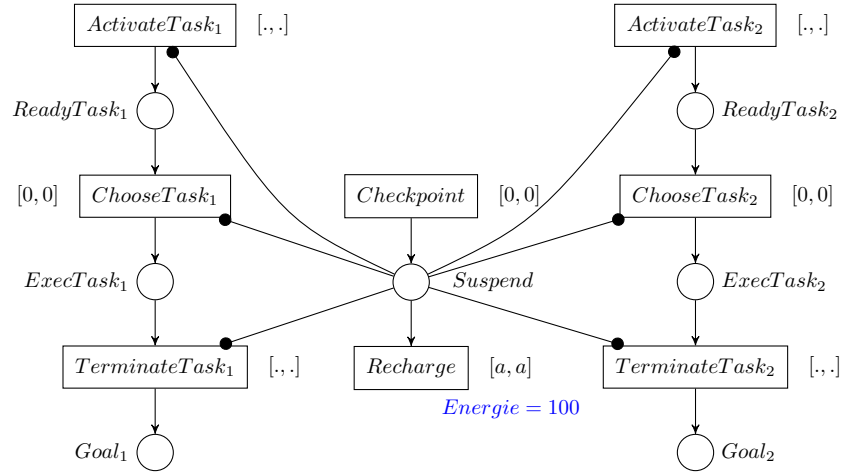 ActivateTask₁ [.,.] ActivateTask₂ [.,.]
ReadyTask₁ ReadyTask₂
[0,0] ChooseTask₁ Checkpoint [0,0] ChooseTask₂ [0,0]
ExecTask₁ Suspend ExecTask₂
TerminateTask₁ [.,.] Recharge [a,a] TerminateTask₂ [.,.]
Energie = 100
Goal₁ Goal₂